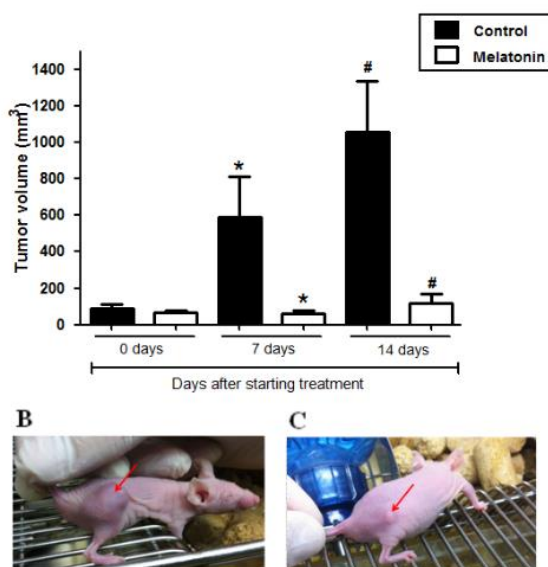 Control
Melatonin
Tumor volume (mm³)
1400
1200
1000
800
600
400
200
0
*
*
#
#
0 days
7 days
14 days
Days after starting treatment
B
C